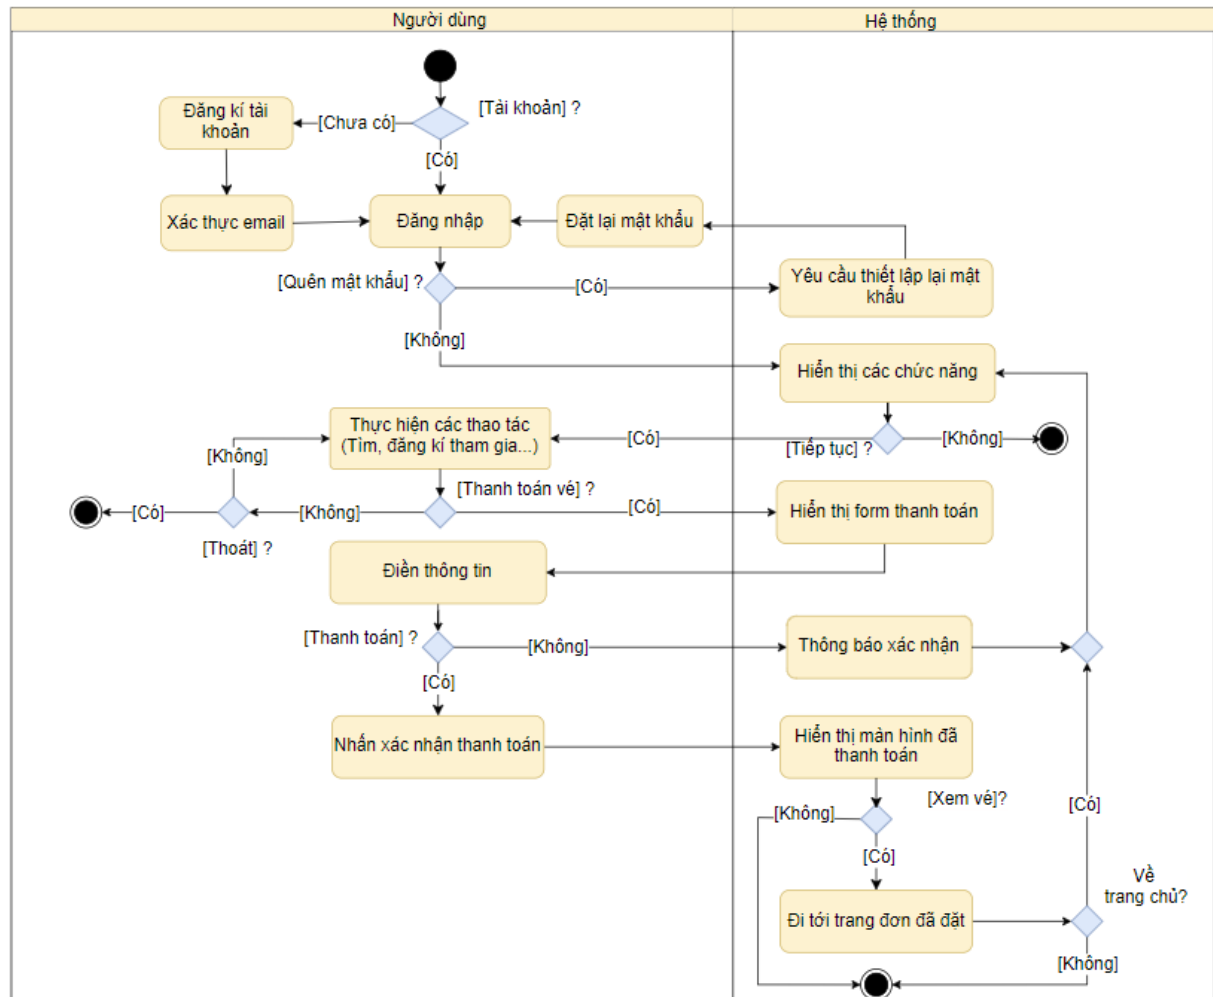 Người dùng
Hệ thống
[Tài khoản] ?
Đăng kí tài
khoản
[Chưa có]
[Có]
Xác thực email
Đăng nhập
Đặt lại mật khẩu
[Quên mật khẩu] ?
[Có]
Yêu cầu thiết lập lại mật
khẩu
[Không]
Hiển thị các chức năng
Thực hiện các thao tác
(Tìm, đăng kí tham gia...)
[Có]
[Tiếp tục] ?
[Không]
[Không]
[Thanh toán vé] ?
[Có]
[Không]
[Có]
Hiển thị form thanh toán
[Thoát] ?
Điền thông tin
[Thanh toán] ?
[Không]
Thông báo xác nhận
[Có]
Nhấn xác nhận thanh toán
Hiển thị màn hình đã
thanh toán
[Xem vé]?
[Không]
[Có]
[Có]
Về
trang chủ?
Đi tới trang đơn đã đặt
[Không]